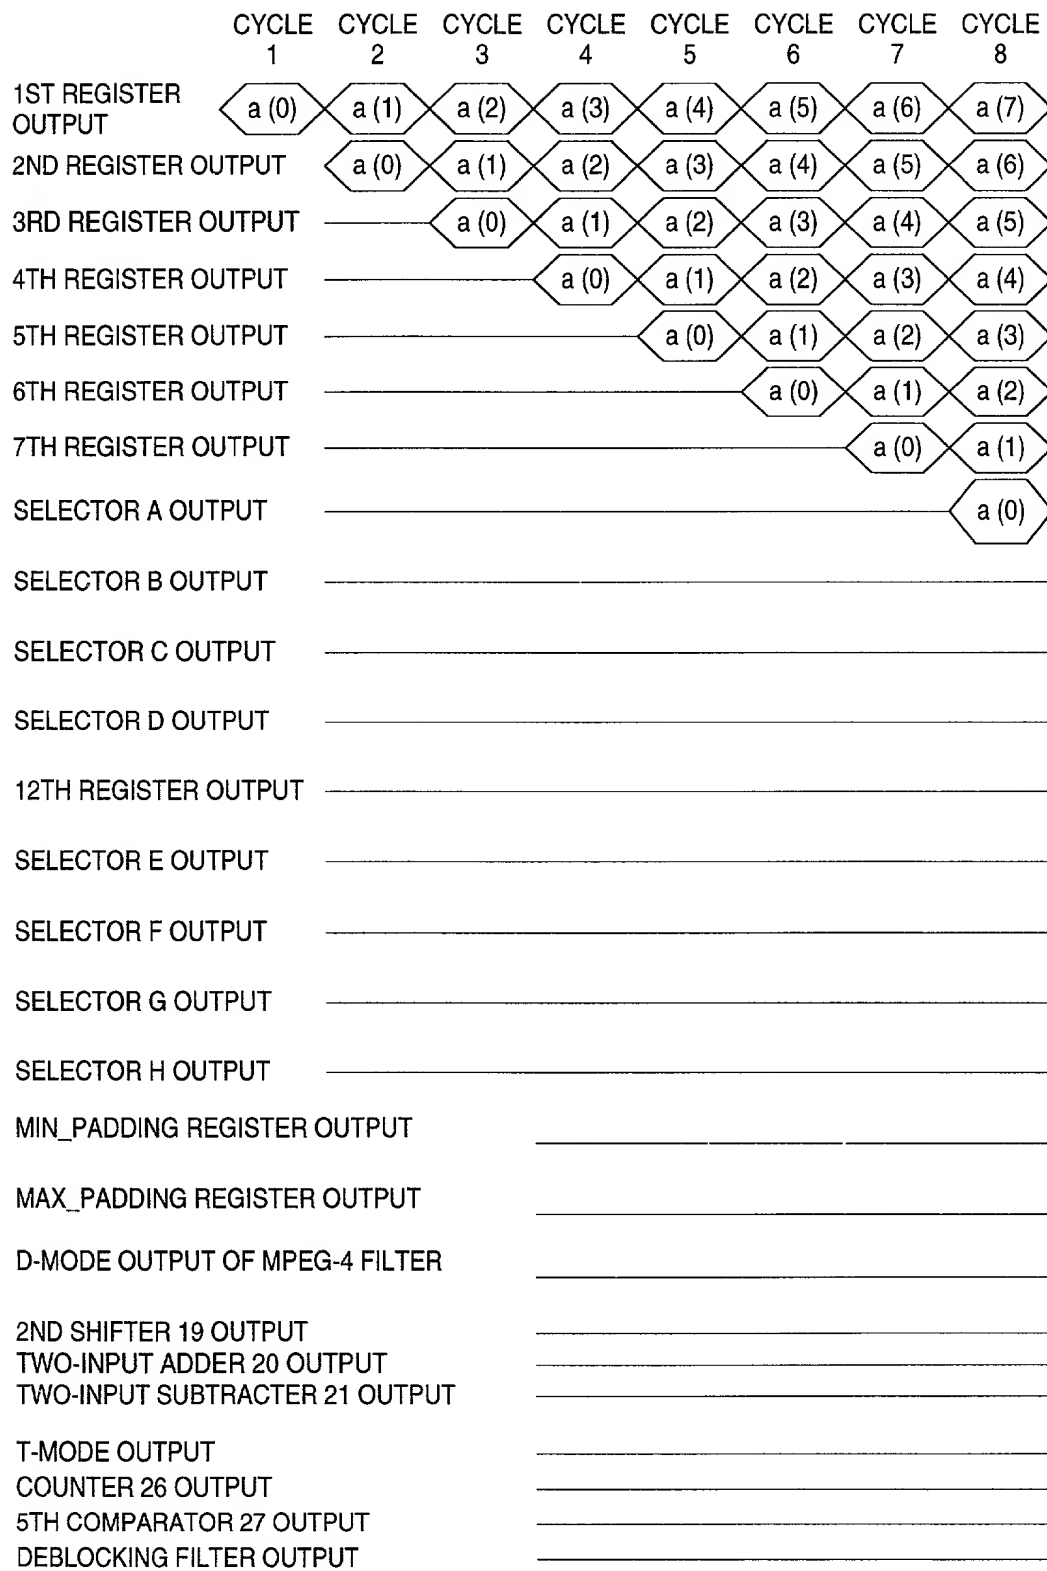 CYCLE CYCLE CYCLE CYCLE CYCLE CYCLE CYCLE CYCLE
1 2 3 4 5 6 7 8
1ST REGISTER
OUTPUT
a (0) a (1) a (2) a (3) a (4) a (5) a (6) a (7)
2ND REGISTER OUTPUT a (0) a (1) a (2) a (3) a (4) a (5) a (6)
3RD REGISTER OUTPUT a (0) a (1) a (2) a (3) a (4) a (5)
4TH REGISTER OUTPUT a (0) a (1) a (2) a (3) a (4)
5TH REGISTER OUTPUT a (0) a (1) a (2) a (3)
6TH REGISTER OUTPUT a (0) a (1) a (2)
7TH REGISTER OUTPUT a (0) a (1)
SELECTOR A OUTPUT a (0)
SELECTOR B OUTPUT
SELECTOR C OUTPUT
SELECTOR D OUTPUT
12TH REGISTER OUTPUT
SELECTOR E OUTPUT
SELECTOR F OUTPUT
SELECTOR G OUTPUT
SELECTOR H OUTPUT
MIN_PADDING REGISTER OUTPUT
MAX_PADDING REGISTER OUTPUT
D-MODE OUTPUT OF MPEG-4 FILTER
2ND SHIFTER 19 OUTPUT
TWO-INPUT ADDER 20 OUTPUT
TWO-INPUT SUBTRACTER 21 OUTPUT
T-MODE OUTPUT
COUNTER 26 OUTPUT
5TH COMPARATOR 27 OUTPUT
DEBLOCKING FILTER OUTPUT